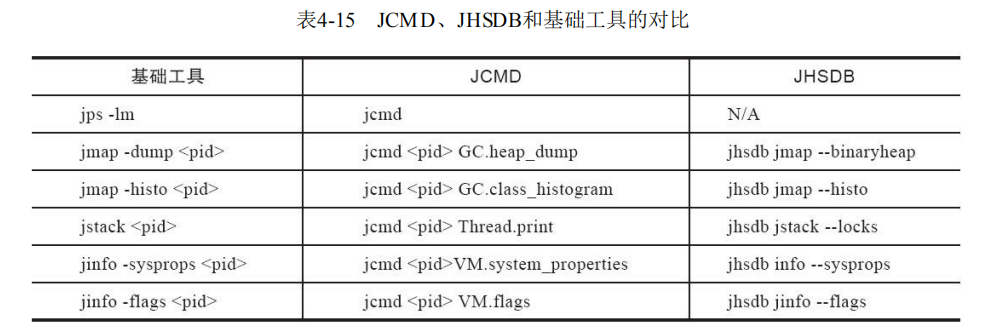 表4-15 JCMD、JHSDB和基础工具的对比
基础工具 JCMD JHSDB
jps -lm jcmd N/A
jmap -dump <pid> jcmd <pid> GC.heap_dump jhsdb jmap --binaryheap
jmap -histo <pid> jcmd <pid> GC.class_histogram jhsdb jmap --histo
jstack <pid> jcmd <pid> Thread.print jhsdb jstack --locks
jinfo -sysprops <pid> jcmd <pid>VM.system_properties jhsdb info --sysprops
jinfo -flags <pid> jcmd <pid> VM.flags jhsdb jinfo --flags